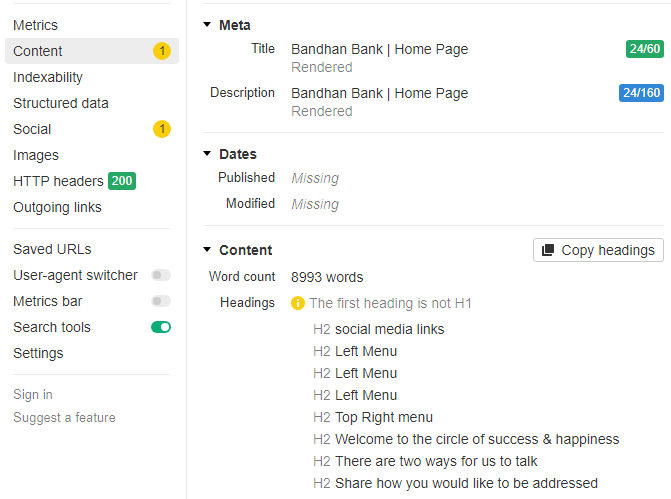 Metrics
Content 1
Indexability
Structured data
Social 1
Images
HTTP headers 200
Outgoing links
Saved URLs
User-agent switcher
Metrics bar
Search tools
Settings
Sign in
Suggest a feature
Meta
Title Bandhan Bank | Home Page 24/60
Rendered
Description Bandhan Bank | Home Page 24/160
Rendered
Dates
Published Missing
Modified Missing
Content Copy headings
Word count 8993 words
Headings The first heading is not H1
H2 social media links
H2 Left Menu
H2 Left Menu
H2 Left Menu
H2 Top Right menu
H2 Welcome to the circle of success & happiness
H2 There are two ways for us to talk
H2 Share how you would like to be addressed